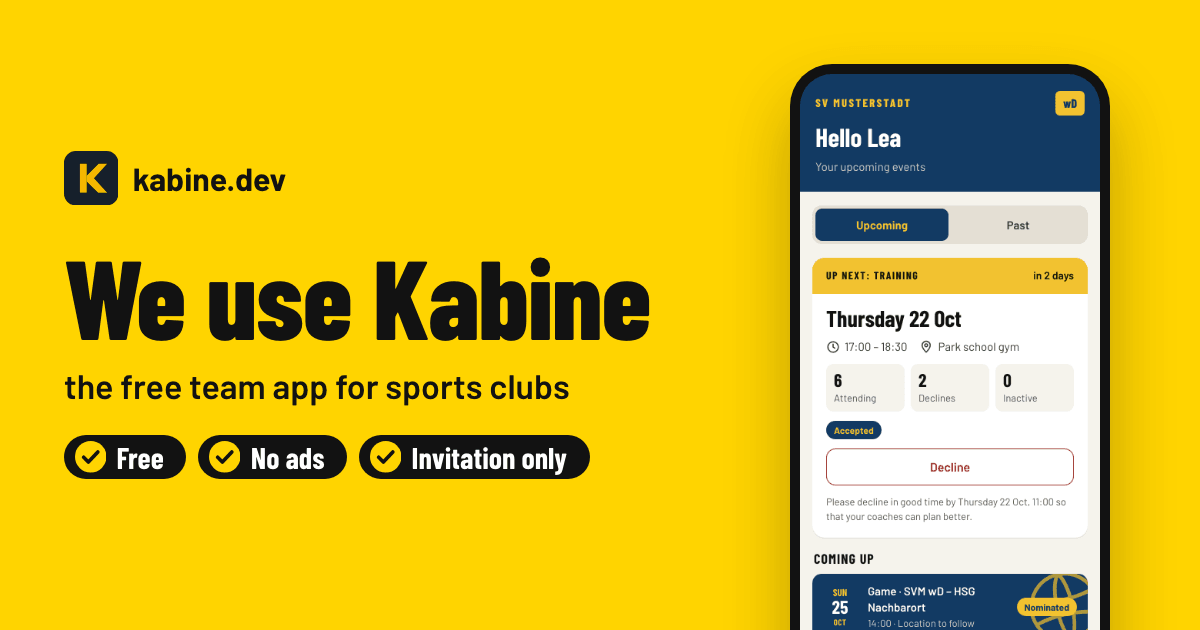 K kabine.dev
We use Kabine
the free team app for sports clubs
Free No ads Invitation only
SV MUSTERSTADT wD
Hello Lea
Your upcoming events
Upcoming Past
UP NEXT: TRAINING in 2 days
Thursday 22 Oct
17:00 – 18:30 Park school gym
6 2 0
Attending Declines Inactive
Accepted
Decline
Please decline in good time by Thursday 22 Oct, 11:00 so
that your coaches can plan better.
COMING UP
SUN
25
OCT
Game · SVM wD – HSG
Nachbarort
14:00 · Location to follow
Nominated